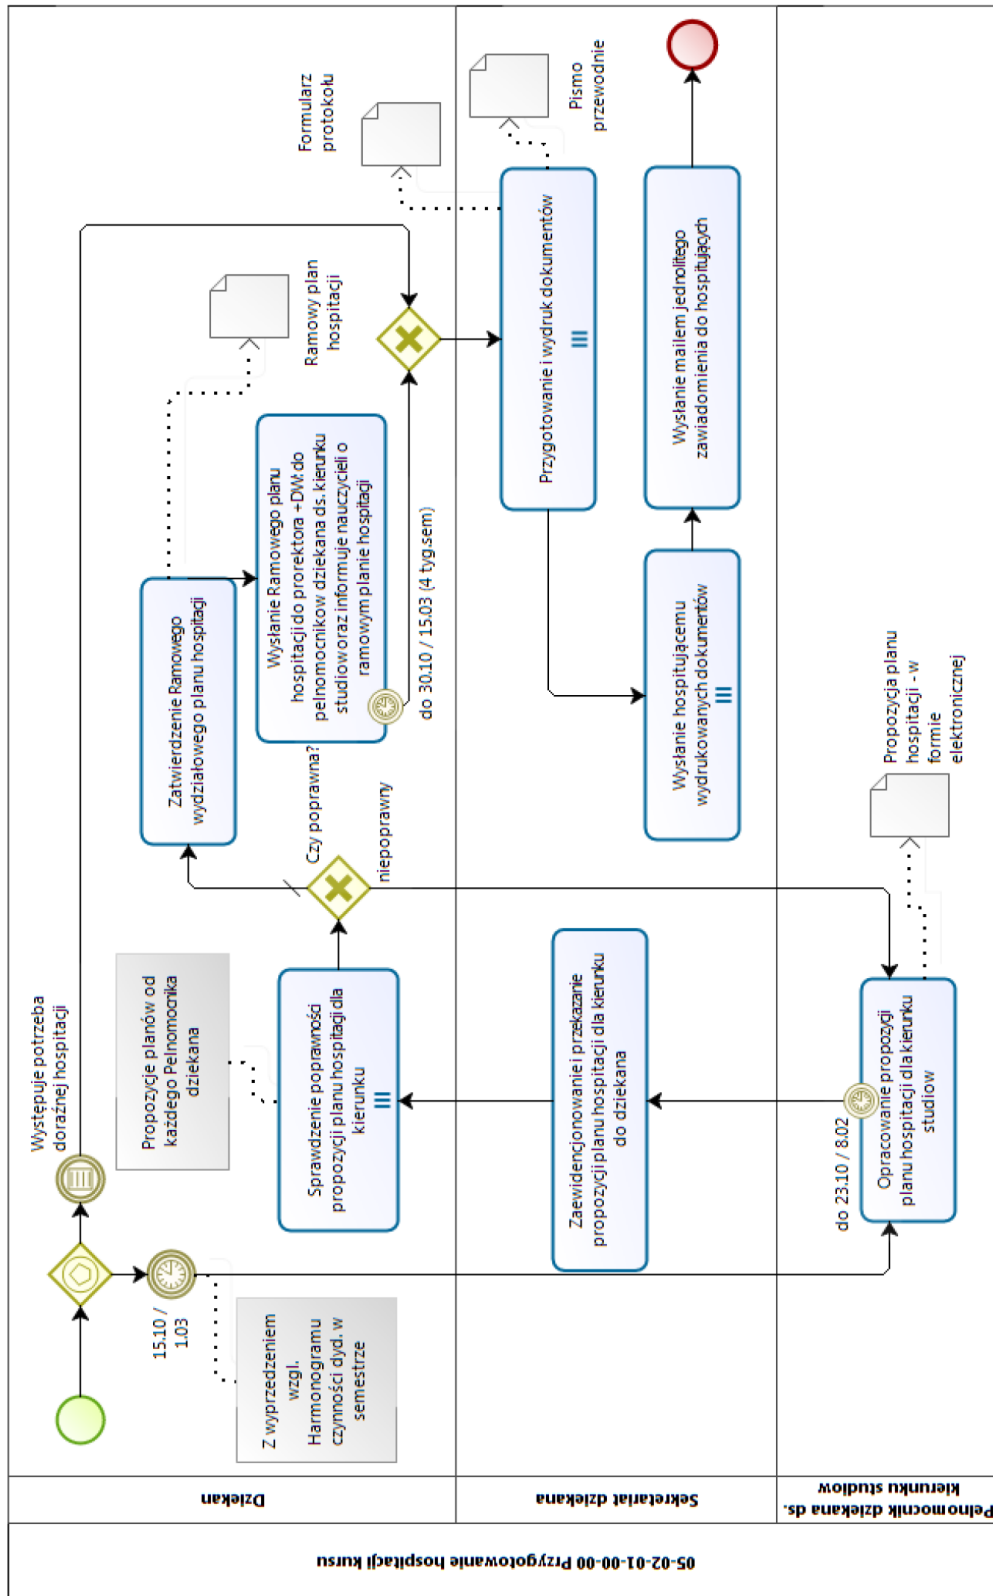 05-02-01-00-00 Przygotowanie hospitacji kursu
Dziekan
Sekretariat dziekana
Pełnomocnik dziekana ds.
kierunku studiow
15.10 /
1.03
Z wyprzedzeniem
wzgl.
Harmonogramu
czynności dyd. w
semestrze
Występuje potrzeba
doraźnej hospitacji
Propozycje planów od
każdego Pełnomocnika
dziekana
Sprawdzenie poprawności
propozycji planu hospitacji dla
kierunku
Czy poprawna?
niepoprawny
Zatwierdzenie Ramowego
wydziałowego planu hospitacji
Ramowy plan
hospitacji
Wysłanie Ramowego planu
hospitacji do prorektora +DW: do
pełnomocnikow dziekana ds. kierunku
studiow oraz informuje nauczycieli o
ramowym planie hospitacji
do 30.10 / 15.03 (4 tyg.sem)
Formularz
protokołu
Pismo
przewodnie
Przygotowanie i wydruk dokumentów
Wysłanie hospitującemu
wydrukowanych dokumentów
Wysłanie mailem jednolitego
zawiadomienia do hospitujących
Zaewidencjonowanie i przekazanie
propozycji planu hospitacji dla kierunku
do dziekana
do 23.10 / 8.02
Opracowanie propozycji
planu hospitacji dla kierunku
studiow
Propozycja planu
hospitacji - w
formie
elektronicznej